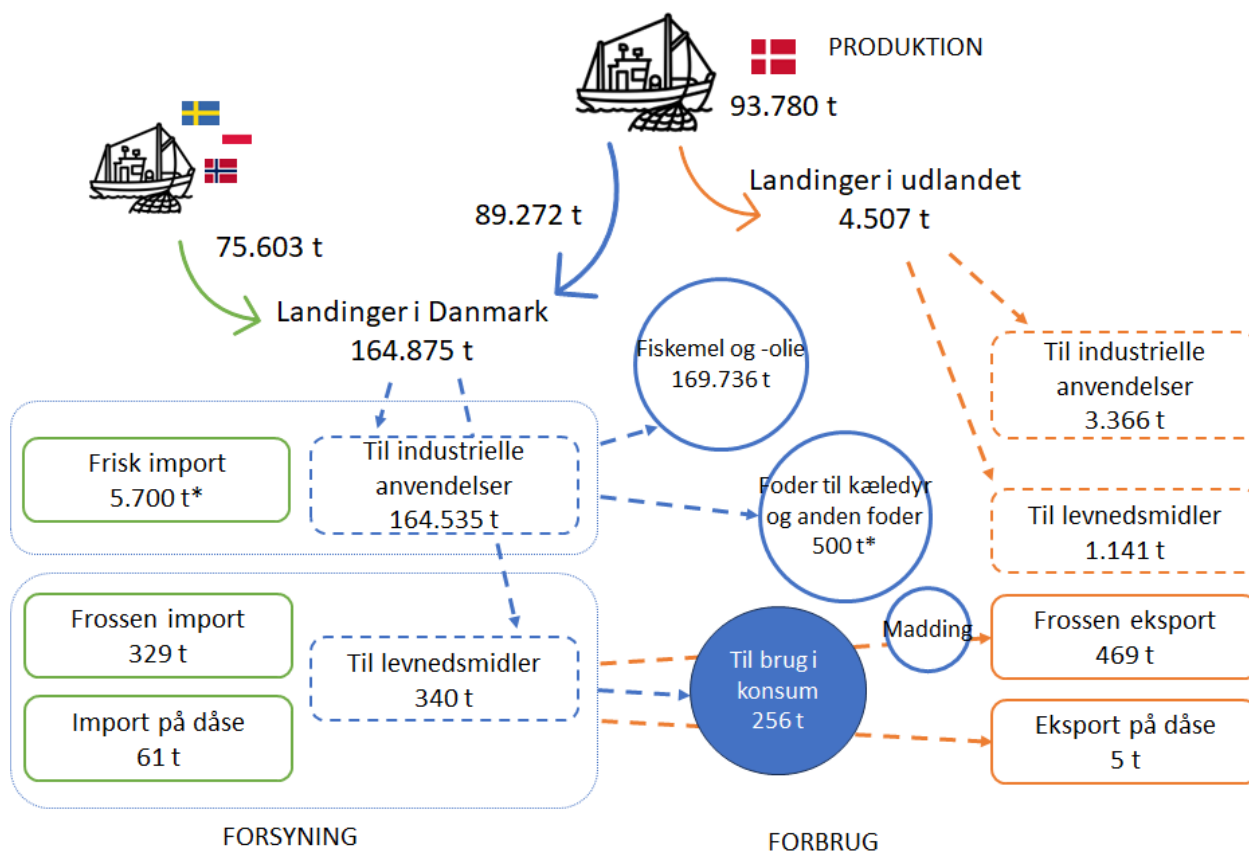 PRODUKTION
93.780 t
Landinger i udlandet
4.507 t
89.272 t
75.603 t
Landinger i Danmark
164.875 t
Fiskemel og -olie
169.736 t
Til industrielle
anvendelser
3.366 t
Frisk import
5.700 t*
Til industrielle
anvendelser
164.535 t
Foder til kæledyr
og anden foder
500 t*
Til levnedsmidler
1.141 t
Frossen import
329 t
Til levnedsmidler
340 t
Import på dåse
61 t
Til brug i
konsum
256 t
Madding
Frossen eksport
469 t
Eksport på dåse
5 t
FORSYNING
FORBRUG